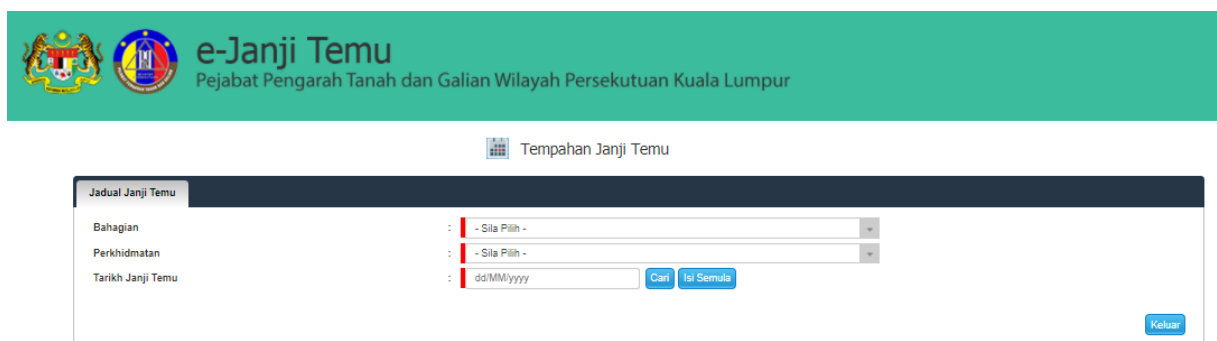 e-Janji Temu
Pejabat Pengarah Tanah dan Galian Wilayah Persekutuan Kuala Lumpur
Tempahan Janji Temu
Jadual Janji Temu
Bahagian : - Sila Pilih -
Perkhidmatan : - Sila Pilih -
Tarikh Janji Temu : dd/MM/yyyy Cari Isi Semula
Keluar